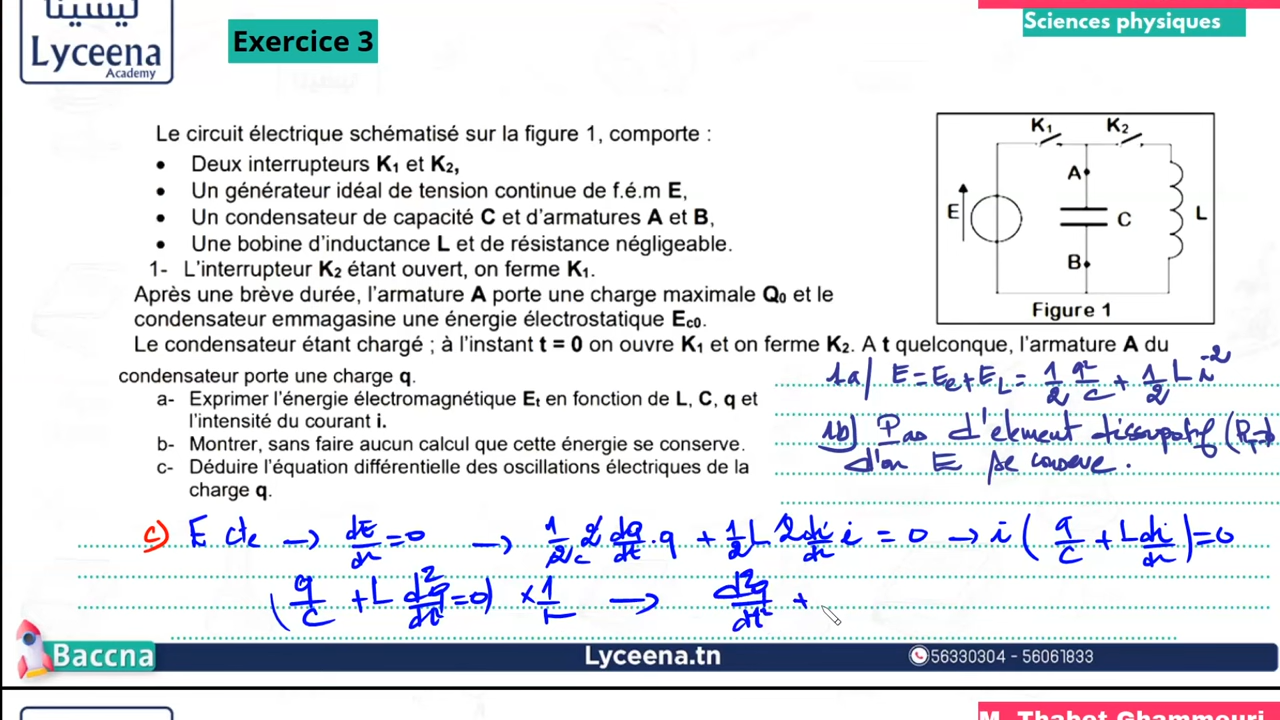 ليسينا
Lyceena
Academy
Exercice 3
Sciences physiques
Le circuit électrique schématisé sur la figure 1, comporte :
• Deux interrupteurs K1 et K2,
• Un générateur idéal de tension continue de f.é.m E,
• Un condensateur de capacité C et d'armatures A et B,
• Une bobine d'inductance L et de résistance négligeable.
1- L'interrupteur K2 étant ouvert, on ferme K1.
Après une brève durée, l'armature A porte une charge maximale Q0 et le
condensateur emmagasine une énergie électrostatique Ec0.
Le condensateur étant chargé ; à l'instant t = 0 on ouvre K1 et on ferme K2. A t quelconque, l'armature A du
condensateur porte une charge q.
a- Exprimer l'énergie électromagnétique Et en fonction de L, C, q et
l'intensité du courant i.
b- Montrer, sans faire aucun calcul que cette énergie se conserve.
c- Déduire l'équation différentielle des oscillations électriques de la
charge q.
K1 K2
A
E C L
B
Figure 1
1a/ E = Ee + EL = 1/2 q²/C + 1/2 L i²
1b) Pas d'element dissipatif
d'où E se conserve.
c) E cte → dE/dt = 0 → 1/2C 2 dq/dt . q + 1/2 L 2 di/dt i = 0 → i ( q/C + L di/dt ) = 0
( q/C + L d²q/dt² = 0 ) × 1/L → d²q/dt² +
Baccna
Lyceena.tn
56330304 - 56061833
M. Thabet Ghammouri